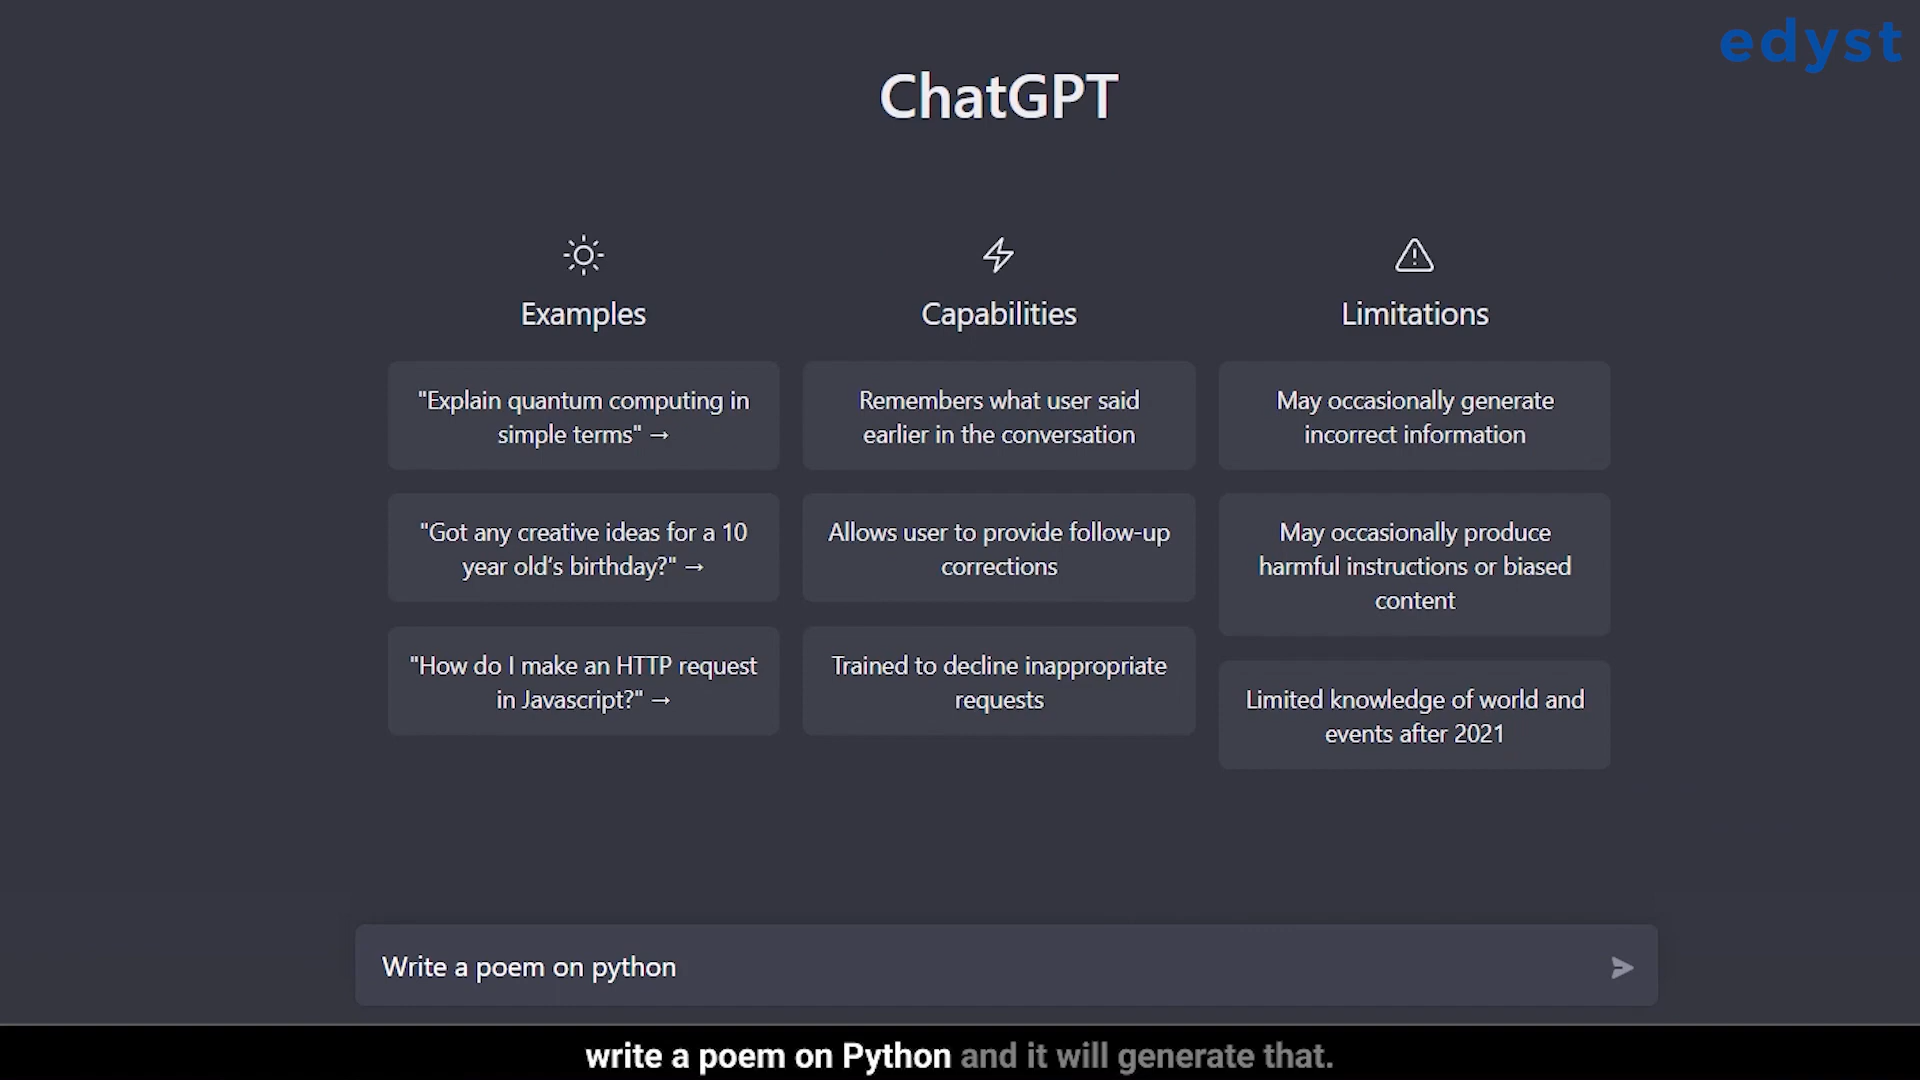 edyst
ChatGPT
Examples
"Explain quantum computing in
simple terms" →
"Got any creative ideas for a 10
year old's birthday?" →
"How do I make an HTTP request
in Javascript?" →
Capabilities
Remembers what user said
earlier in the conversation
Allows user to provide follow-up
corrections
Trained to decline inappropriate
requests
Limitations
May occasionally generate
incorrect information
May occasionally produce
harmful instructions or biased
content
Limited knowledge of world and
events after 2021
Write a poem on python
write a poem on Python and it will generate that.